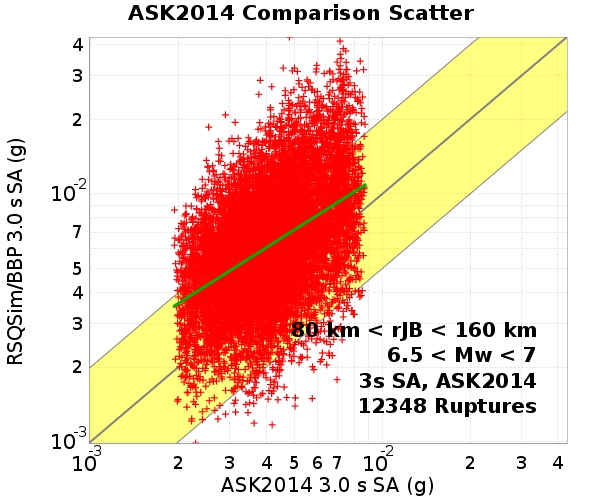 ASK2014 Comparison Scatter
RSQSim/BBP 3.0 s SA (g)
4
3
2
10-2
7
5
4
3
2
10-3
80 km < rJB < 160 km
6.5 < Mw < 7
3s SA, ASK2014
12348 Ruptures
10-3 2 3 4 5 6 7 10-2 2 3 4
ASK2014 3.0 s SA (g)